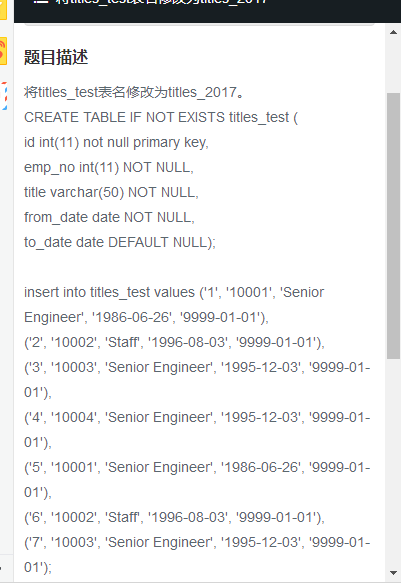 将titles_test表名修改为titles_2017
题目描述
将titles_test表名修改为titles_2017。
CREATE TABLE IF NOT EXISTS titles_test (
id int(11) not null primary key,
emp_no int(11) NOT NULL,
title varchar(50) NOT NULL,
from_date date NOT NULL,
to_date date DEFAULT NULL);
insert into titles_test values ('1', '10001', 'Senior
Engineer', '1986-06-26', '9999-01-01'),
('2', '10002', 'Staff', '1996-08-03', '9999-01-01'),
('3', '10003', 'Senior Engineer', '1995-12-03', '9999-01-
01'),
('4', '10004', 'Senior Engineer', '1995-12-03', '9999-01-
01'),
('5', '10001', 'Senior Engineer', '1986-06-26', '9999-01-
01'),
('6', '10002', 'Staff', '1996-08-03', '9999-01-01'),
('7', '10003', 'Senior Engineer', '1995-12-03', '9999-01-
01');